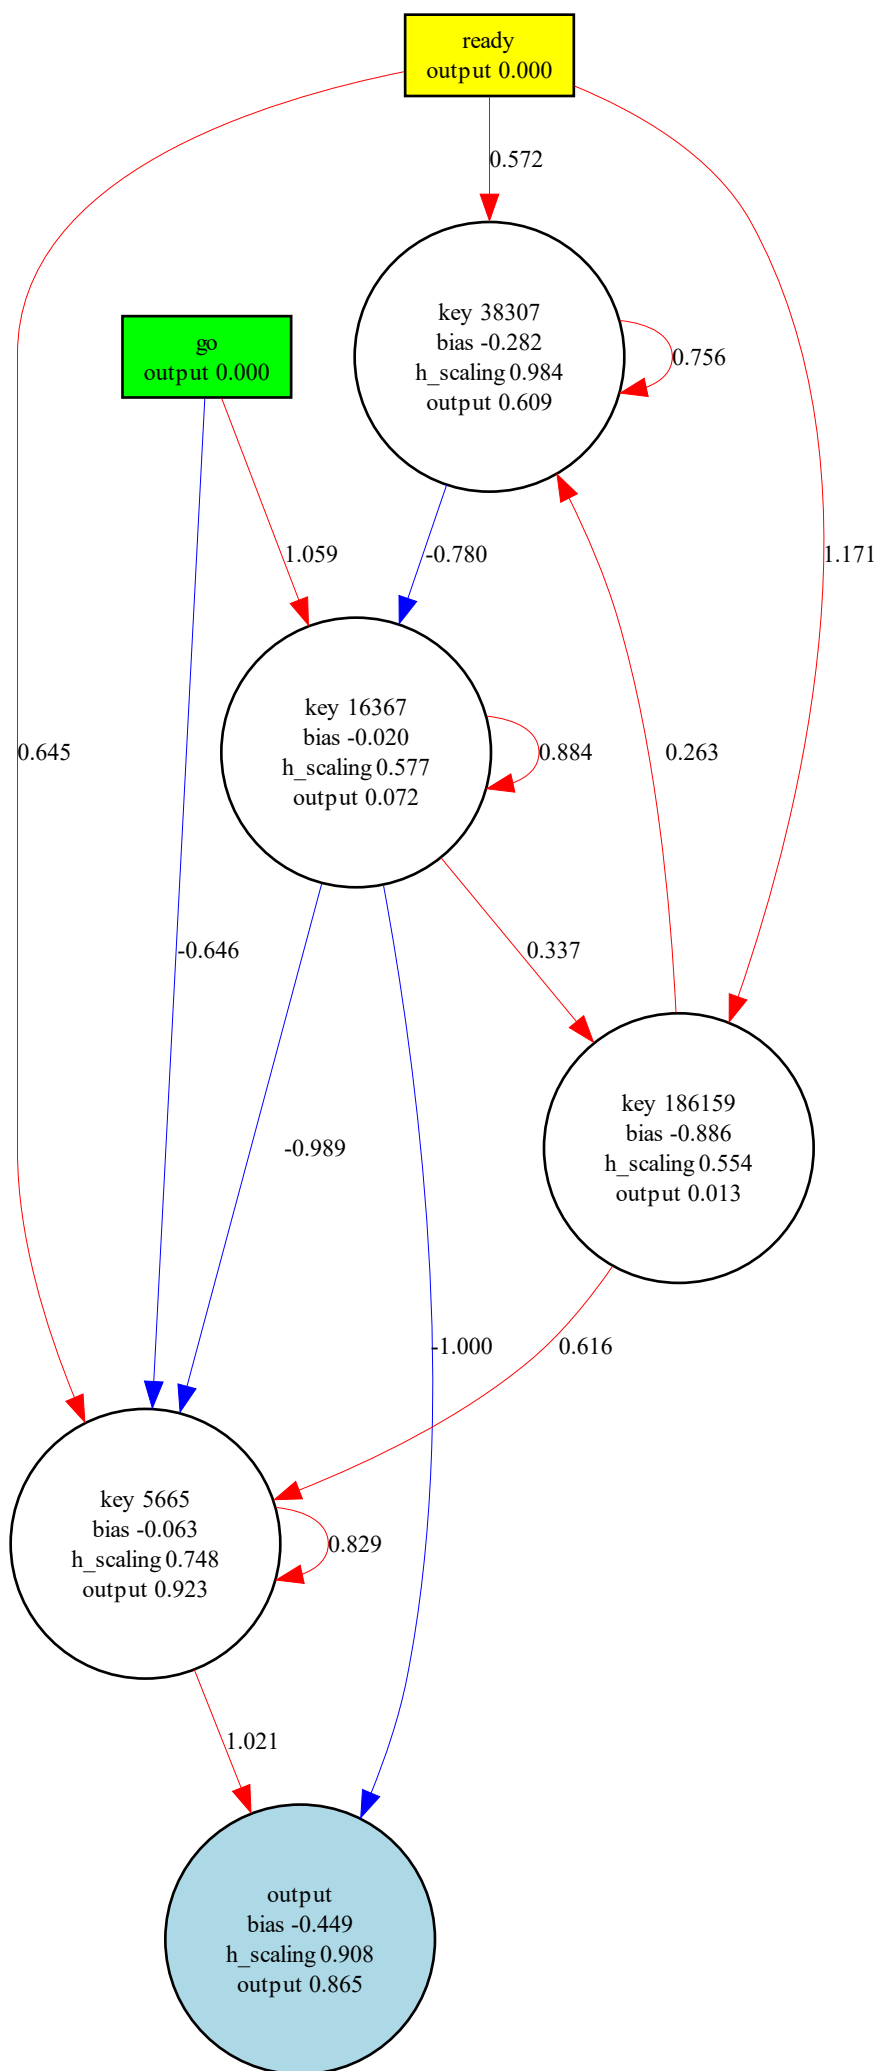 ready
output 0.000
0.572
key 38307
bias -0.282
h_scaling 0.984
output 0.609
0.756
go
output 0.000
1.059
-0.780
1.171
key 16367
bias -0.020
h_scaling 0.577
output 0.072
0.884
0.645
0.263
-0.646
0.337
key 186159
bias -0.886
h_scaling 0.554
output 0.013
-0.989
-1.000
0.616
key 5665
bias -0.063
h_scaling 0.748
output 0.923
0.829
1.021
output
bias -0.449
h_scaling 0.908
output 0.865